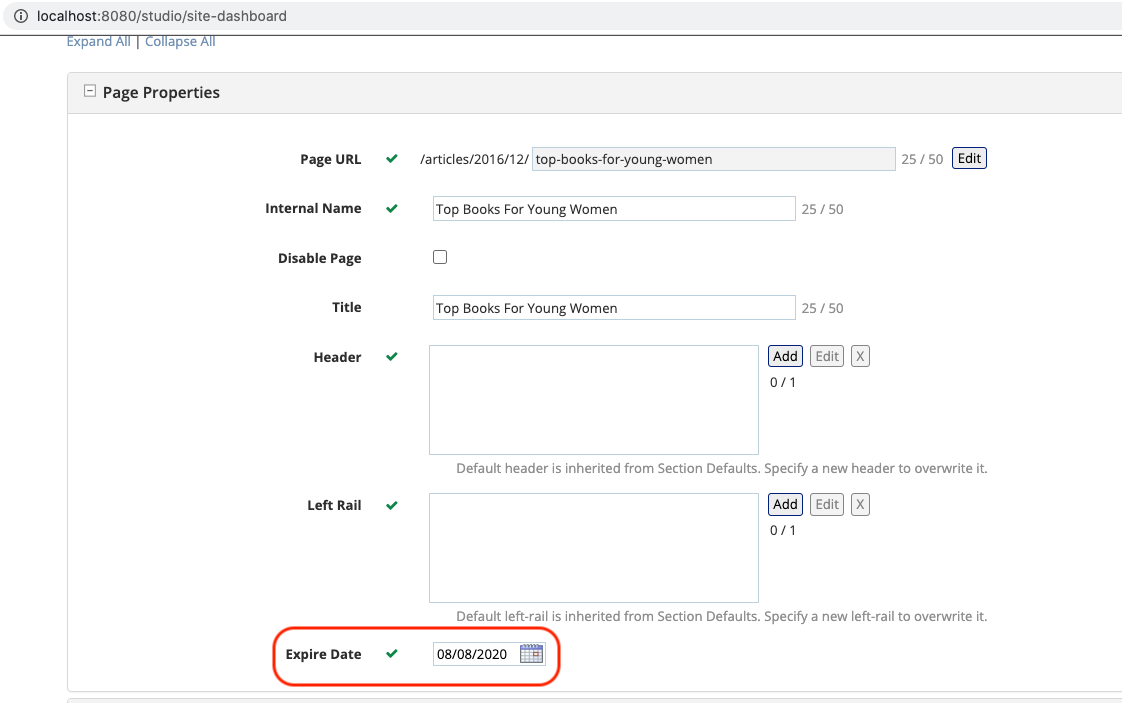 localhost:8080/studio/site-dashboard
Expand All | Collapse All
Page Properties
Page URL /articles/2016/12/ top-books-for-young-women 25 / 50 Edit
Internal Name Top Books For Young Women 25 / 50
Disable Page
Title Top Books For Young Women 25 / 50
Header Add Edit X
0 / 1
Default header is inherited from Section Defaults. Specify a new header to overwrite it.
Left Rail Add Edit X
0 / 1
Default left-rail is inherited from Section Defaults. Specify a new left-rail to overwrite it.
Expire Date 08/08/2020